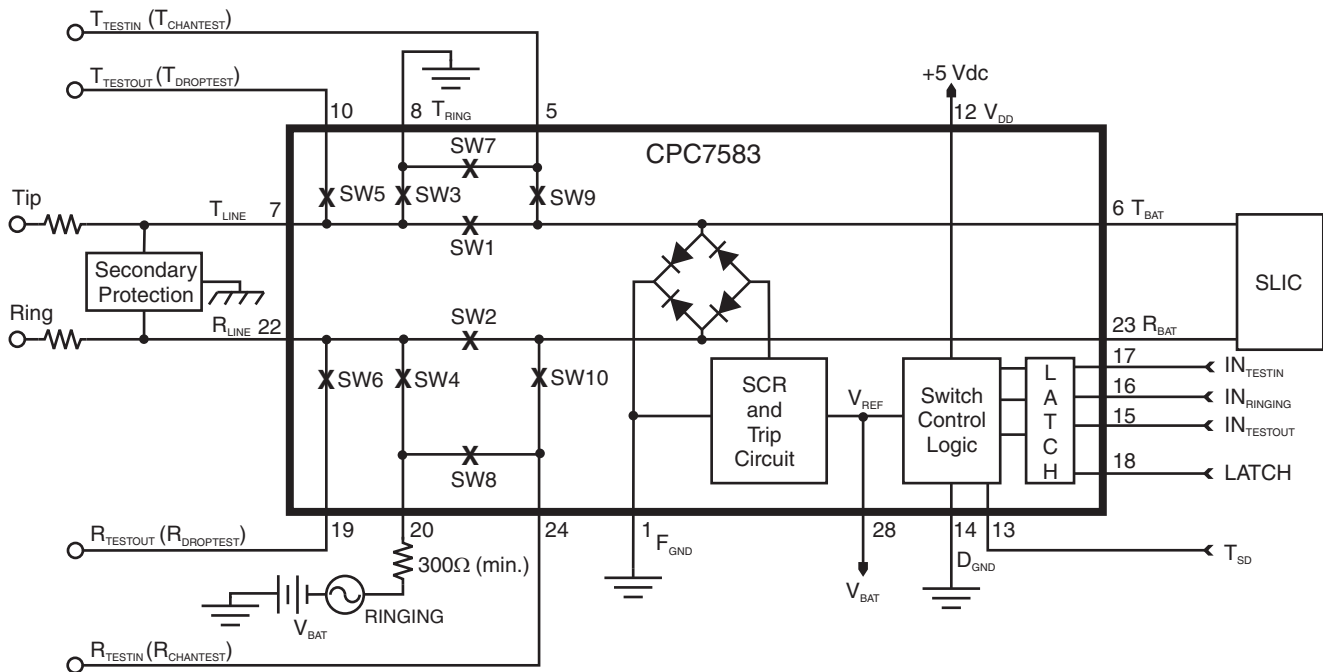 T_TESTIN (T_CHANTEST)
T_TESTOUT (T_DROPTEST)
+5 Vdc
10
8 T_RING
5
12 V_DD
SW7
CPC7583
SW5
SW3
SW9
Tip
T_LINE 7
6 T_BAT
SW1
Secondary
Protection
SLIC
Ring
R_LINE 22
SW2
23 R_BAT
SW6
SW4
SW10
SCR
and
Trip
Circuit
V_REF
Switch
Control
Logic
L
A
T
C
H
17
IN_TESTIN
16
IN_RINGING
15
IN_TESTOUT
18
LATCH
SW8
R_TESTOUT (R_DROPTEST)
19
20
24
1 F_GND
28
14
13
300Ω (min.)
D_GND
T_SD
V_BAT
RINGING
V_BAT
R_TESTIN (R_CHANTEST)